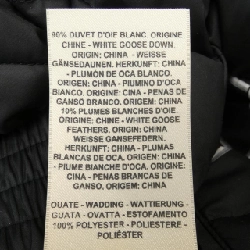 90% DUVET D'OIE BLANC. ORIGINE
CHINE - WHITE GOOSE DOWN.
ORIGIN: CHINA - WEISSE
GÄNSEDAUNEN. HERKUNFT: CHINA
- PLUMÓN DE OCA BLANCO.
ORIGEN: CHINA - PIUMINO D'OCA
BIANCO. ORIGINE: CINA - PENAS DE
GANSO BRANCO. ORIGEM: CHINA -
10% PLUMES BLANCHES D'OIE.
ORIGINE: CHINE - WHITE GOOSE
FEATHERS. ORIGIN: CHINA -
WEISSE GANSEFEDERN.
HERKUNFT: CHINA - PLUMAS
BLANCAS DE OCA. ORIGEN: CHINA -
PIUME BIANCHE D'OCA. ORIGINE:
CINA - PENAS BRANCAS DE
GANSO. ORIGEM: CHINA
OUATE - WADDING - WATTIERUNG
- GUATA - OVATTA - ESTOFAMENTO
100% POLYESTER - POLIESTER -
POLIÉSTER